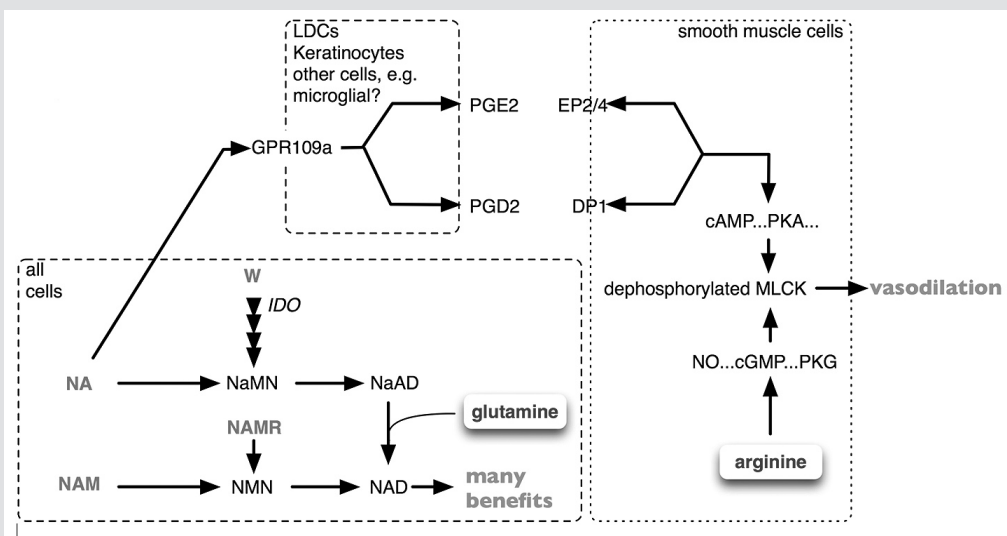 LDCs
Keratinocytes
other cells, e.g.
microglial?
smooth muscle cells
PGE2
EP2/4
GPR109a
PGD2
DP1
cAMP...PKA...
all
cells
W
IDO
dephosphorylated MLCK
vasodilation
NO...cGMP...PKG
NA
NaMN
NaAD
glutamine
NAMR
arginine
NAM
NMN
NAD
many
benefits